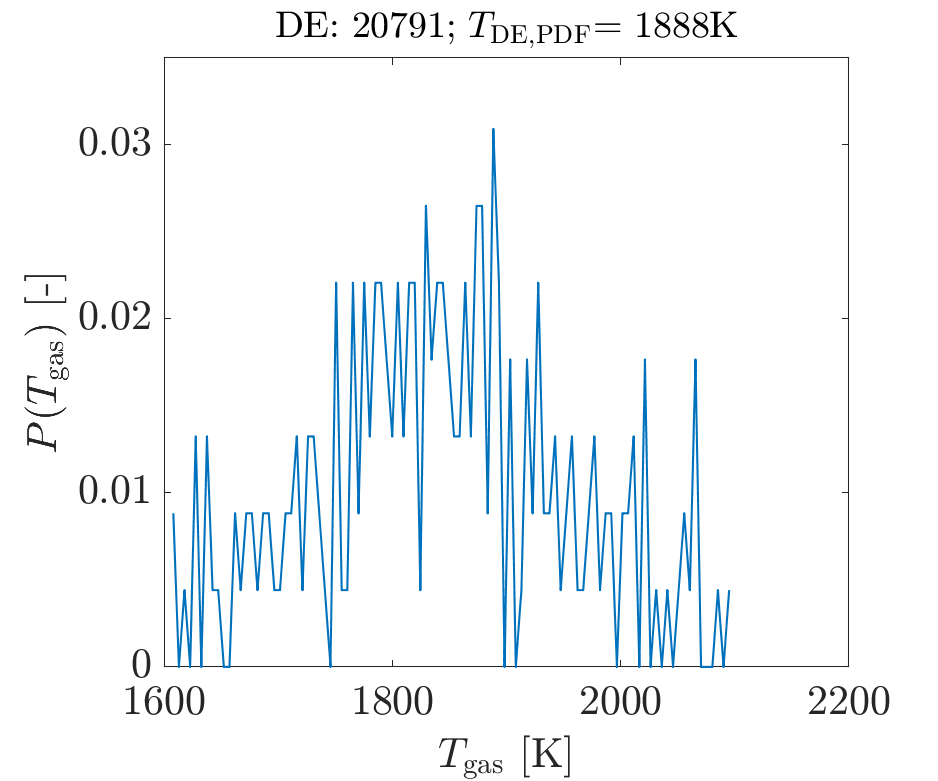 DE: 20791; T_DE,PDF= 1888K
0.03
0.02
0.01
0
1600 1800 2000 2200
P(T_gas) [-]
T_gas [K]